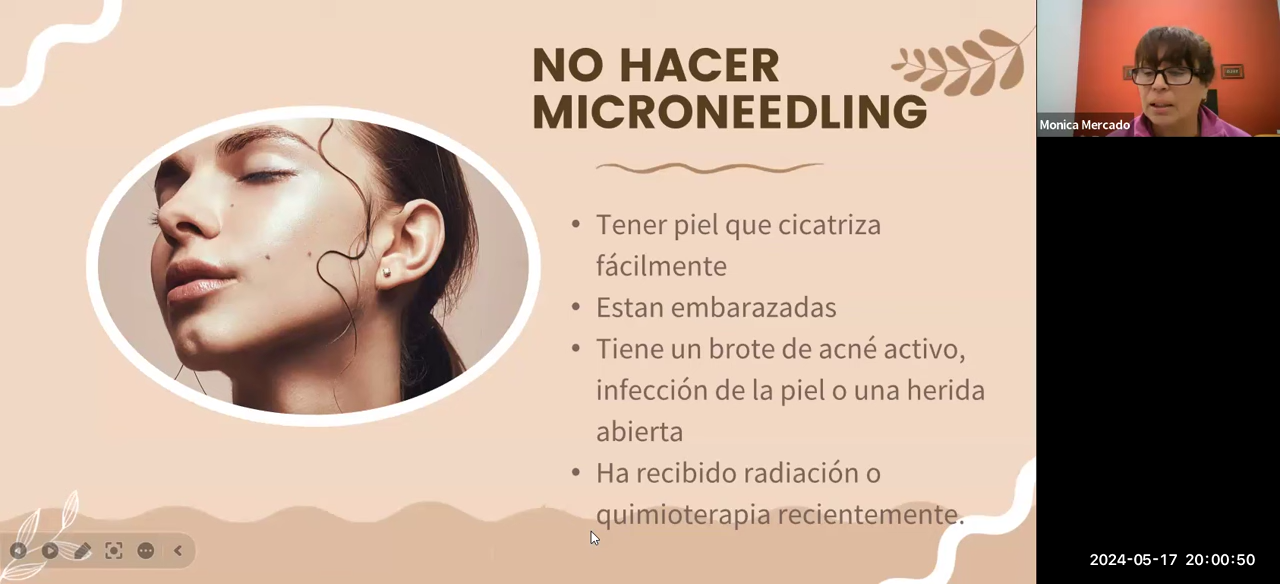 NO HACER
MICRONEEDLING
• Tener piel que cicatriza
fácilmente
• Estan embarazadas
• Tiene un brote de acné activo,
infección de la piel o una herida
abierta
• Ha recibido radiación o
quimioterapia recientemente.
Monica Mercado
2024-05-17 20:00:50